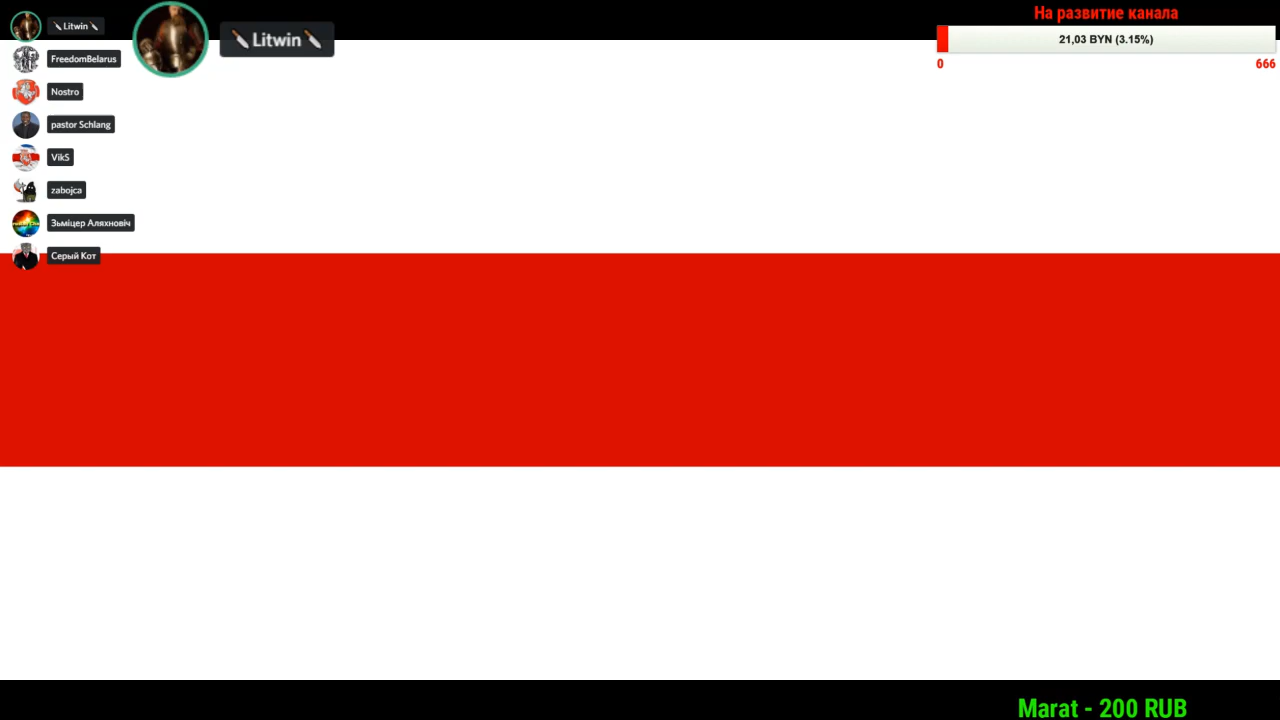 Litwin
Litwin
FreedomBelarus
Nostro
pastor Schlang
VikS
zabojca
Зьміцер Аляхновіч
Серый Кот
На развитие канала
21,03 BYN (3.15%)
0
666
Marat - 200 RUB